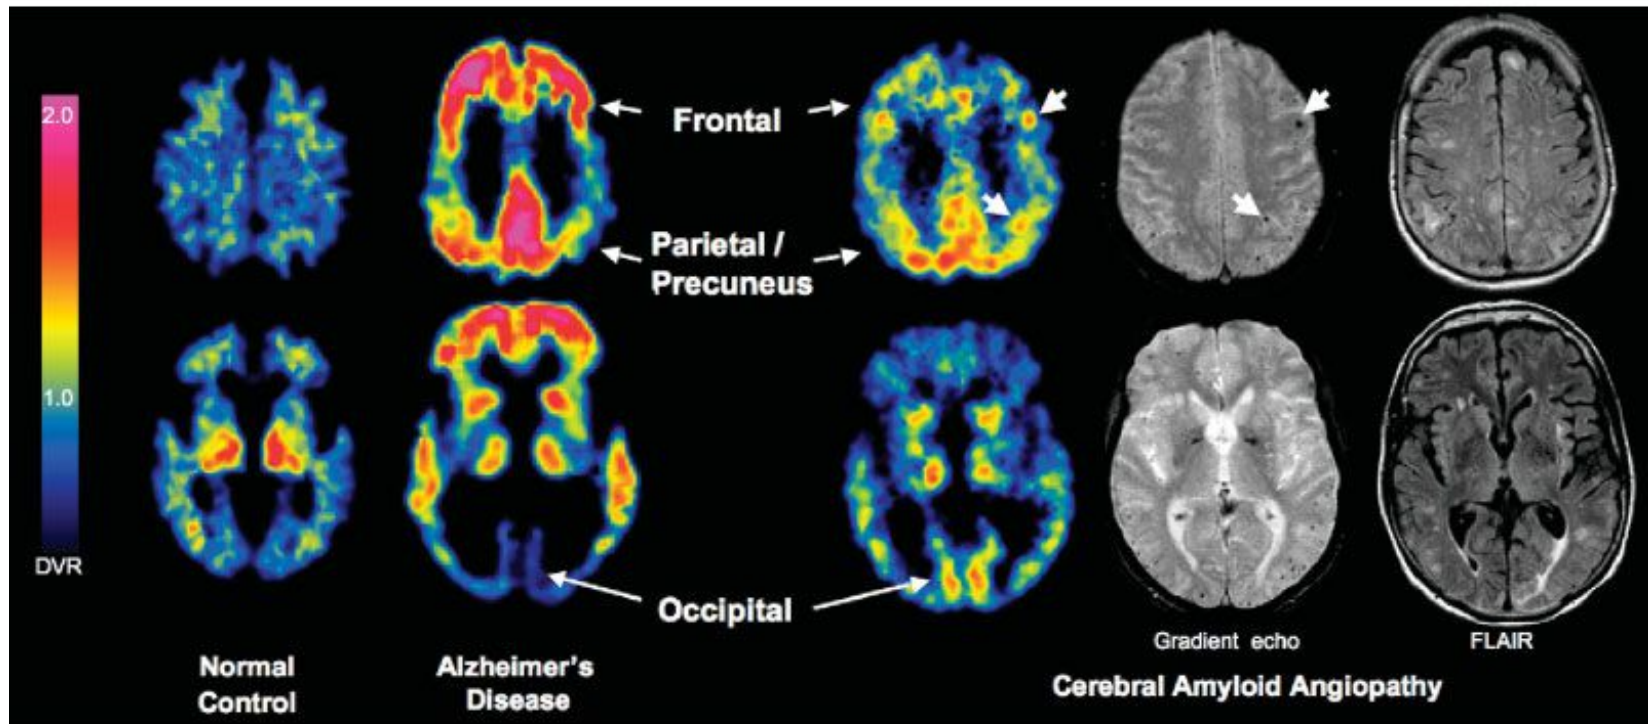 2.0
1.0
DVR
Frontal
Parietal /
Precuneus
Occipital
Normal
Control
Alzheimer's
Disease
Gradient echo
FLAIR
Cerebral Amyloid Angiopathy